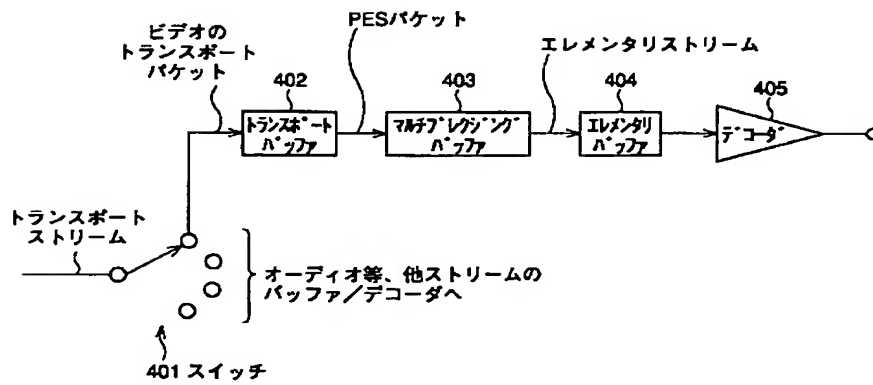 ビデオの
トランスポート
パケット
PESパケット
エレメンタリストリーム
402
403
404
405
トランスポート
バッファ
マルチプレクシング
バッファ
エレメンタリ
バッファ
デコーダ
トランスポート
ストリーム
オーディオ等、他ストリームの
バッファ/デコーダへ
401 スイッチ